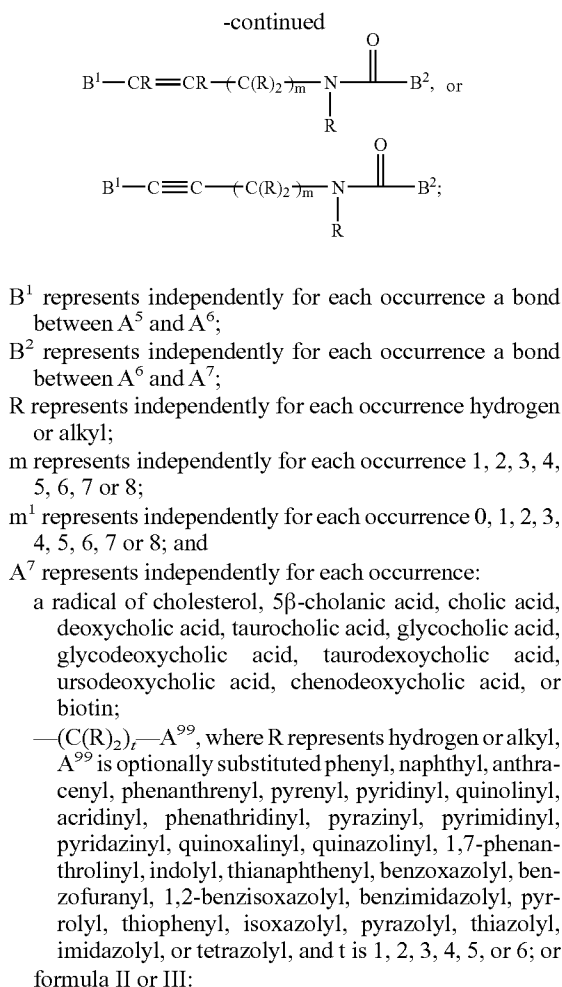 -continued
O
B¹—CR=CR—(C(R)₂)ₘ—N—B², or
R
O
B¹—C≡C—(C(R)₂)ₘ—N—B²;
R
B¹ represents independently for each occurrence a bond
between A⁵ and A⁶;
B² represents independently for each occurrence a bond
between A⁶ and A⁷;
R represents independently for each occurrence hydrogen
or alkyl;
m represents independently for each occurrence 1, 2, 3, 4,
5, 6, 7 or 8;
m¹ represents independently for each occurrence 0, 1, 2, 3,
4, 5, 6, 7 or 8; and
A⁷ represents independently for each occurrence:
a radical of cholesterol, 5β-cholanic acid, cholic acid,
deoxycholic acid, taurocholic acid, glycocholic acid,
glycodeoxycholic acid, taurodexoycholic acid,
ursodeoxycholic acid, chenodeoxycholic acid, or
biotin;
—(C(R)₂)ₜ—A⁹⁹, where R represents hydrogen or alkyl,
A⁹⁹ is optionally substituted phenyl, naphthyl, anthra-
cenyl, phenanthrenyl, pyrenyl, pyridinyl, quinolinyl,
acridinyl, phenathridinyl, pyrazinyl, pyrimidinyl,
pyridazinyl, quinoxalinyl, quinazolinyl, 1,7-phenan-
throlinyl, indolyl, thianaphthenyl, benzoxazolyl, ben-
zofuranyl, 1,2-benzisoxazolyl, benzimidazolyl, pyr-
rolyl, thiophenyl, isoxazolyl, pyrazolyl, thiazolyl,
imidazolyl, or tetrazolyl, and t is 1, 2, 3, 4, 5, or 6; or
formula II or III: